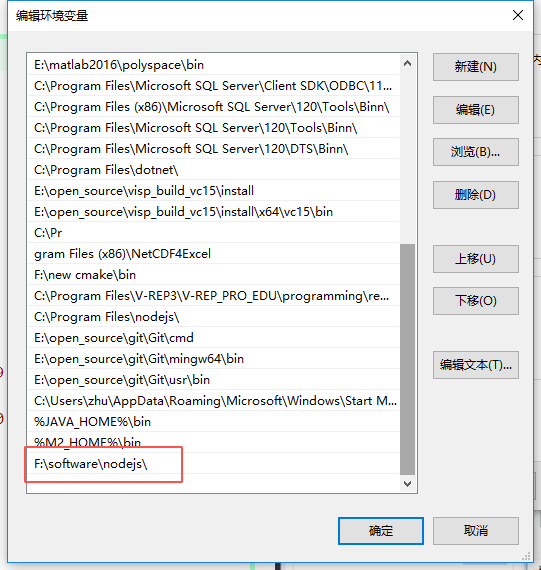 编辑环境变量
E:\matlab2016\polyspace\bin
C:\Program Files\Microsoft SQL Server\Client SDK\ODBC\11...
C:\Program Files (x86)\Microsoft SQL Server\120\Tools\Binn\
C:\Program Files\Microsoft SQL Server\120\Tools\Binn\
C:\Program Files\Microsoft SQL Server\120\DTS\Binn\
C:\Program Files\dotnet\
E:\open_source\visp_build_vc15\install
E:\open_source\visp_build_vc15\install\x64\vc15\bin
C:\Pr
gram Files (x86)\NetCDF4Excel
F:\new cmake\bin
C:\Program Files\V-REP3\V-REP_PRO_EDU\programming\re...
C:\Program Files\nodejs\
E:\open_source\git\Git\cmd
E:\open_source\git\Git\mingw64\bin
E:\open_source\git\Git\usr\bin
C:\Users\zhu\AppData\Roaming\Microsoft\Windows\Start M...
%JAVA_HOME%\bin
%M2_HOME%\bin
F:\software\nodejs\
新建(N)
编辑(E)
浏览(B)...
删除(D)
上移(U)
下移(O)
编辑文本(T)...
确定
取消